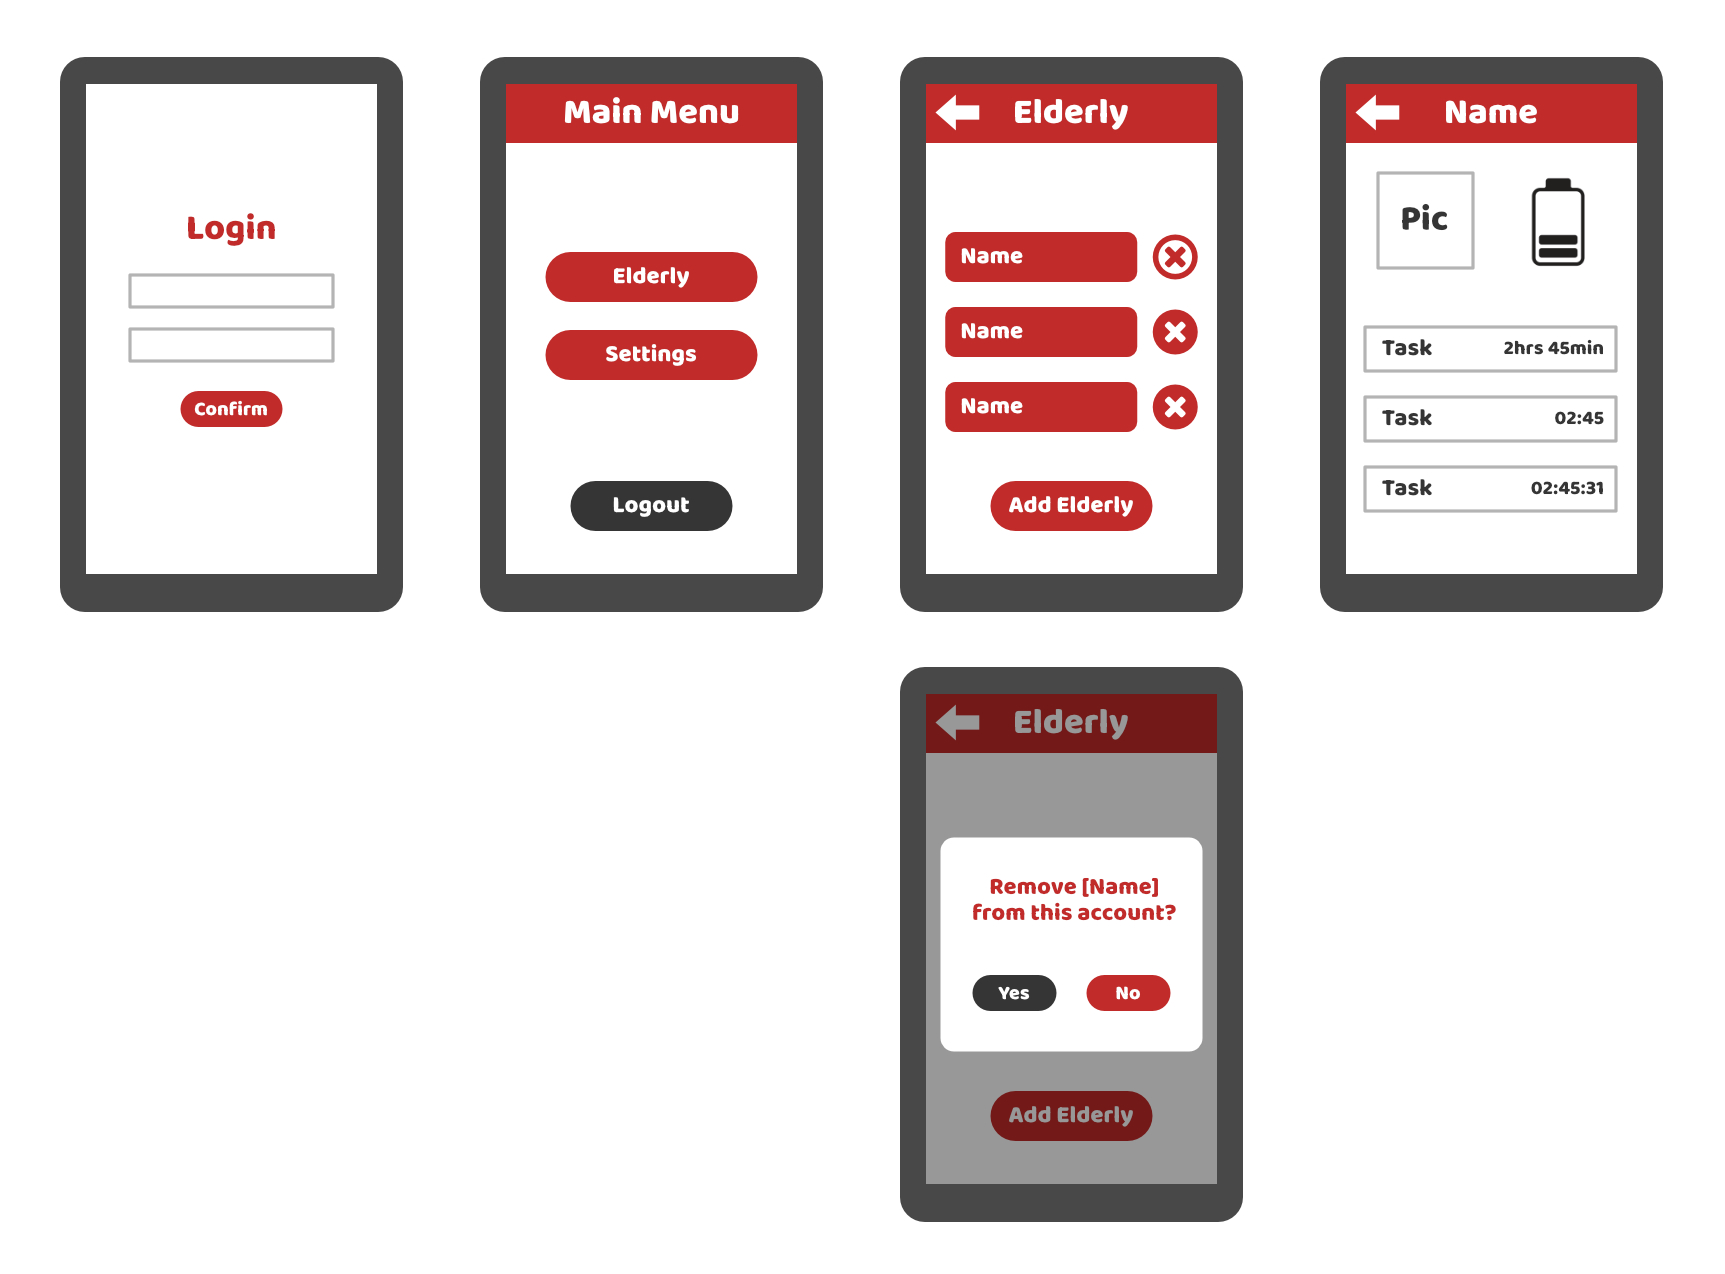 Login
Confirm
Main Menu
Elderly
Settings
Logout
Elderly
Name
Name
Name
Add Elderly
Name
Pic
Task 2hrs 45min
Task 02:45
Task 02:45:31
Elderly
Remove [Name]
from this account?
Yes No
Add Elderly